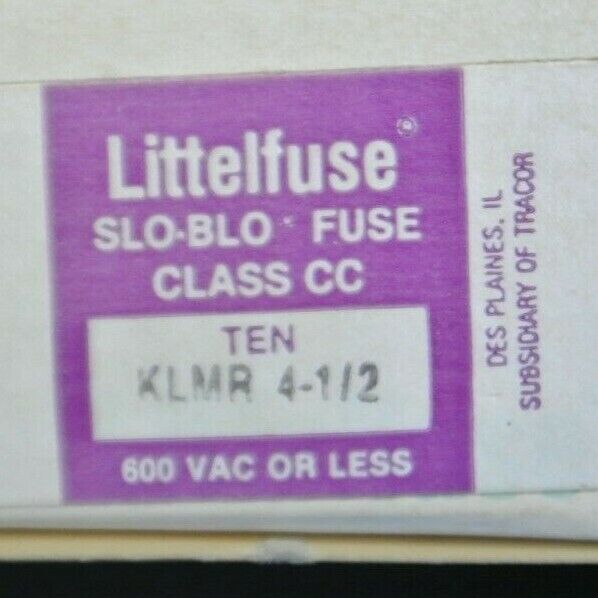 Littelfuse®
SLO-BLO FUSE
CLASS CC
TEN
KLMR 4-1/2
600 VAC OR LESS
DES PLAINES, IL
SUBSIDIARY OF TRACOR